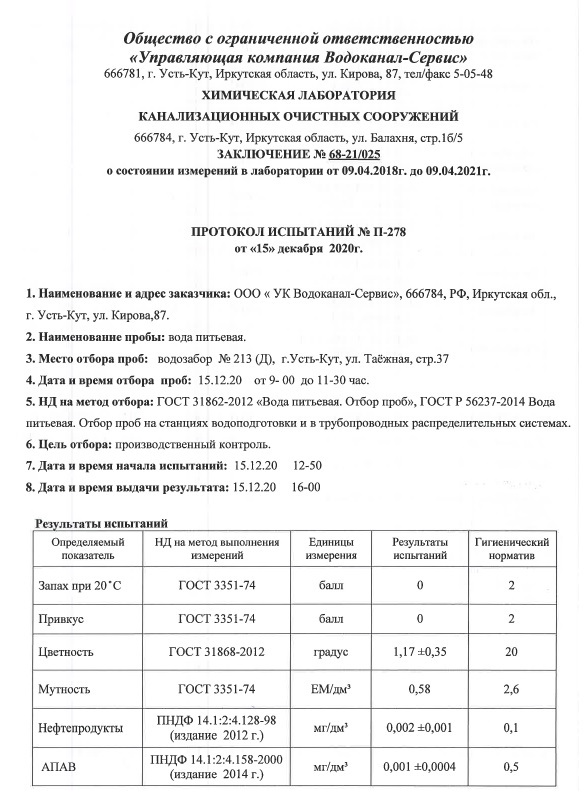 Общество с ограниченной ответственностью
«Управляющая компания Водоканал-Сервис»
666781, г. Усть-Кут, Иркутская область, ул. Кирова, 87, тел/факс 5-05-48
ХИМИЧЕСКАЯ ЛАБОРАТОРИЯ
КАНАЛИЗАЦИОННЫХ ОЧИСТНЫХ СООРУЖЕНИЙ
666784, г. Усть-Кут, Иркутская область, ул. Балахня, стр.1б/5
ЗАКЛЮЧЕНИЕ № 68-21/025
о состоянии измерений в лаборатории от 09.04.2018г. до 09.04.2021г.
ПРОТОКОЛ ИСПЫТАНИЙ № П-278
от «15» декабря 2020г.
1. Наименование и адрес заказчика: ООО « УК Водоканал-Сервис», 666784, РФ, Иркутская обл.,
г. Усть-Кут, ул. Кирова,87.
2. Наименование пробы: вода питьевая.
3. Место отбора проб: водозабор № 213 (Д), г.Усть-Кут, ул. Таёжная, стр.37
4. Дата и время отбора проб: 15.12.20 от 9- 00 до 11-30 час.
5. НД на метод отбора: ГОСТ 31862-2012 «Вода питьевая. Отбор проб», ГОСТ Р 56237-2014 Вода
питьевая. Отбор проб на станциях водоподготовки и в трубопроводных распределительных системах.
6. Цель отбора: производственный контроль.
7. Дата и время начала испытаний: 15.12.20 12-50
8. Дата и время выдачи результата: 15.12.20 16-00
Результаты испытаний
Определяемый показатель НД на метод выполнения измерений Единицы измерения Результаты испытаний Гигиенический норматив
Запах при 20˚С ГОСТ 3351-74 балл 0 2
Привкус ГОСТ 3351-74 балл 0 2
Цветность ГОСТ 31868-2012 градус 1,17 ±0,35 20
Мутность ГОСТ 3351-74 ЕМ/дм³ 0,58 2,6
Нефтепродукты ПНДФ 14.1:2:4.128-98 (издание 2012 г.) мг/дм³ 0,002 ±0,001 0,1
АПАВ ПНДФ 14.1:2:4.158-2000 (издание 2014 г.) мг/дм³ 0,001 ±0,0004 0,5